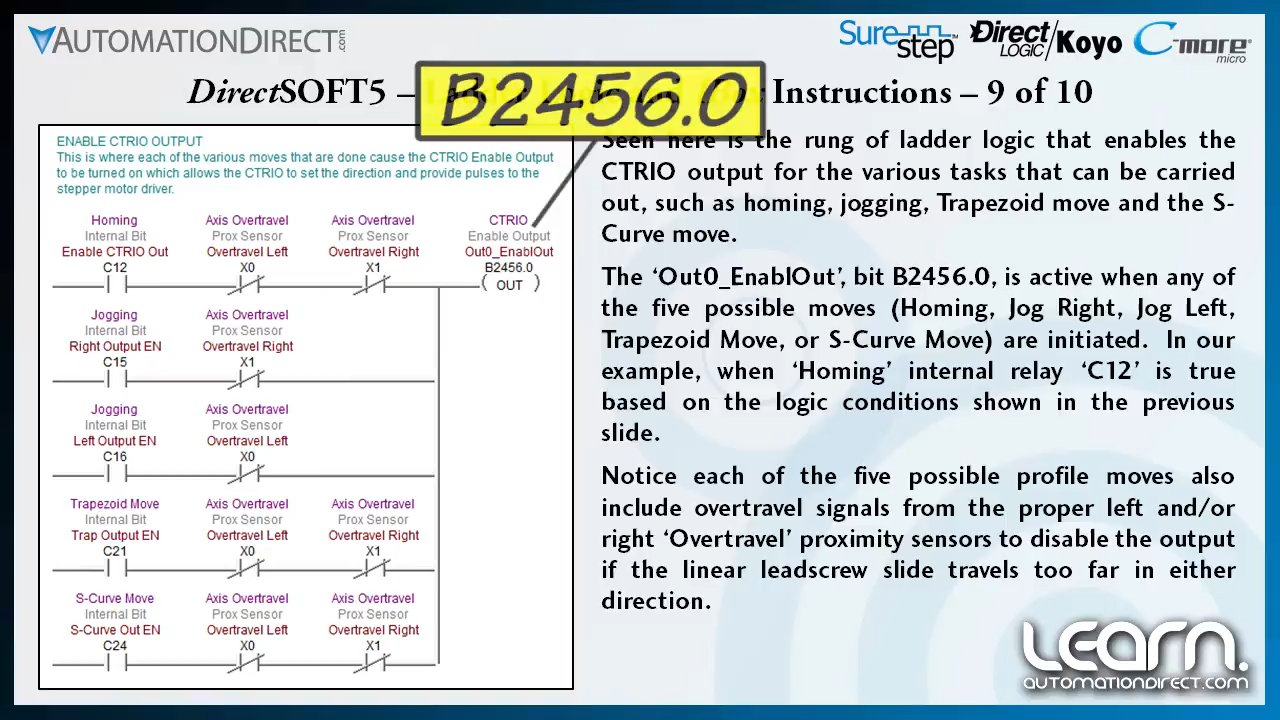 AUTOMATIONDIRECT.com
Surestep™ DirectLOGIC/Koyo C-more micro
DirectSOFT5 – Instructions – 9 of 10
B2456.0
ENABLE CTRIO OUTPUT
This is where each of the various moves that are done cause the CTRIO Enable Output
to be turned on which allows the CTRIO to set the direction and provide pulses to the
stepper motor driver.
Homing Axis Overtravel Axis Overtravel CTRIO
Internal Bit Prox Sensor Prox Sensor Enable Output
Enable CTRIO Out Overtravel Left Overtravel Right Out0_EnablOut
C12 X0 X1 B2456.0
( OUT )
Jogging Axis Overtravel
Internal Bit Prox Sensor
Right Output EN Overtravel Right
C15 X1
Jogging Axis Overtravel
Internal Bit Prox Sensor
Left Output EN Overtravel Left
C16 X0
Trapezoid Move Axis Overtravel Axis Overtravel
Internal Bit Prox Sensor Prox Sensor
Trap Output EN Overtravel Left Overtravel Right
C21 X0 X1
S-Curve Move Axis Overtravel Axis Overtravel
Internal Bit Prox Sensor Prox Sensor
S-Curve Out EN Overtravel Left Overtravel Right
C24 X0 X1
Seen here is the rung of ladder logic that enables the
CTRIO output for the various tasks that can be carried
out, such as homing, jogging, Trapezoid move and the S-
Curve move.
The ‘Out0_EnablOut’, bit B2456.0, is active when any of
the five possible moves (Homing, Jog Right, Jog Left,
Trapezoid Move, or S-Curve Move) are initiated. In our
example, when ‘Homing’ internal relay ‘C12’ is true
based on the logic conditions shown in the previous
slide.
Notice each of the five possible profile moves also
include overtravel signals from the proper left and/or
right ‘Overtravel’ proximity sensors to disable the output
if the linear leadscrew slide travels too far in either
direction.
LEARN.
AUTOMATIONDIRECT.COM